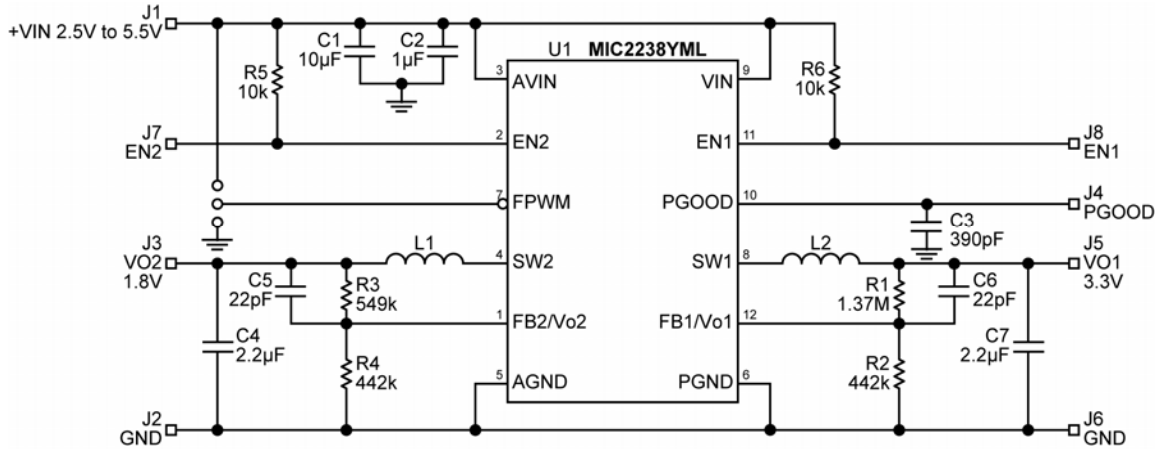 J1
+VIN 2.5V to 5.5V
C1
10µF
C2
1µF
U1 MIC2238YML
R5
10k
R6
10k
3
AVIN
VIN
9
J7
EN2
2
EN2
EN1
11
J8
EN1
7
FPWM
PGOOD
10
J4
PGOOD
C3
390pF
J3
VO2
1.8V
L1
4
SW2
SW1
8
L2
J5
VO1
3.3V
C5
22pF
R3
549k
R1
1.37M
C6
22pF
1
FB2/Vo2
FB1/Vo1
12
C4
2.2µF
R4
442k
R2
442k
C7
2.2µF
5
AGND
PGND
6
J2
GND
J6
GND